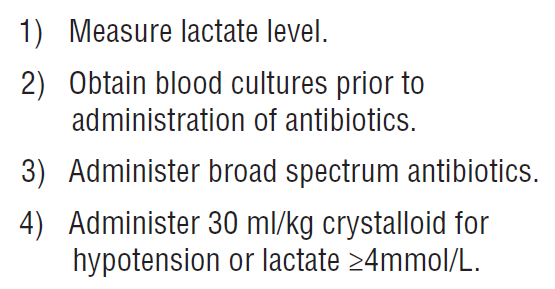 1) Measure lactate level.
2) Obtain blood cultures prior to
administration of antibiotics.
3) Administer broad spectrum antibiotics.
4) Administer 30 ml/kg crystalloid for
hypotension or lactate ≥4mmol/L.